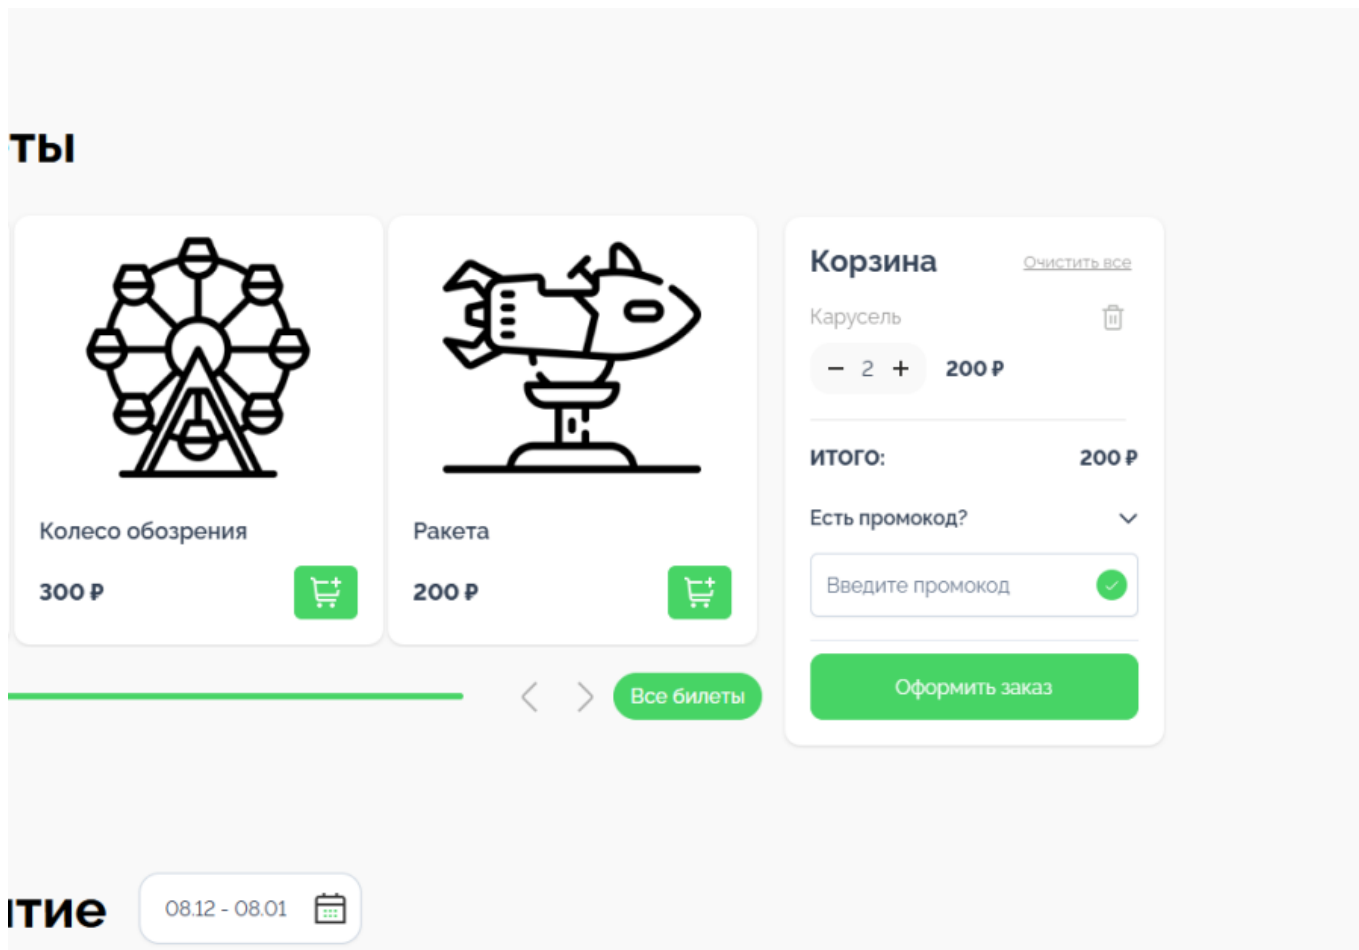 ты
Колесо обозрения
300 ₽
Ракета
200 ₽
Все билеты
Корзина
Очистить все
Карусель
− 2 +
200 ₽
ИТОГО:
200 ₽
Есть промокод?
Введите промокод
Оформить заказ
тие
08.12 - 08.01